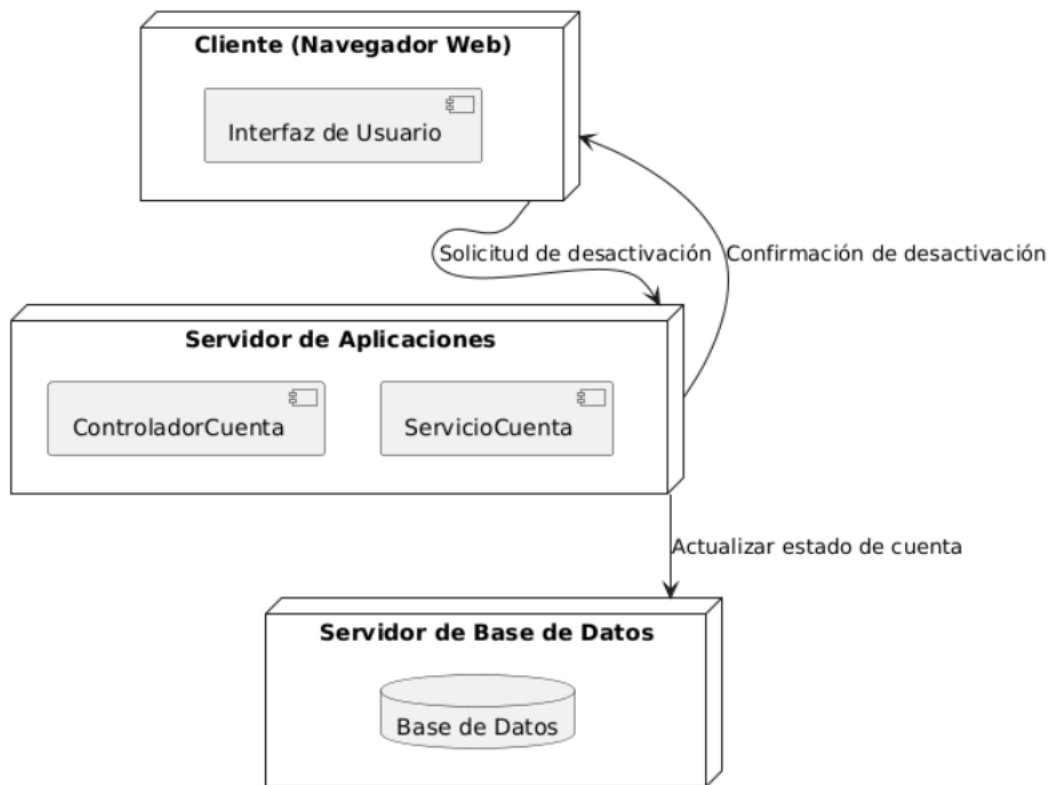 Cliente (Navegador Web)
Interfaz de Usuario
Solicitud de desactivación
Confirmación de desactivación
Servidor de Aplicaciones
ControladorCuenta
ServicioCuenta
Actualizar estado de cuenta
Servidor de Base de Datos
Base de Datos